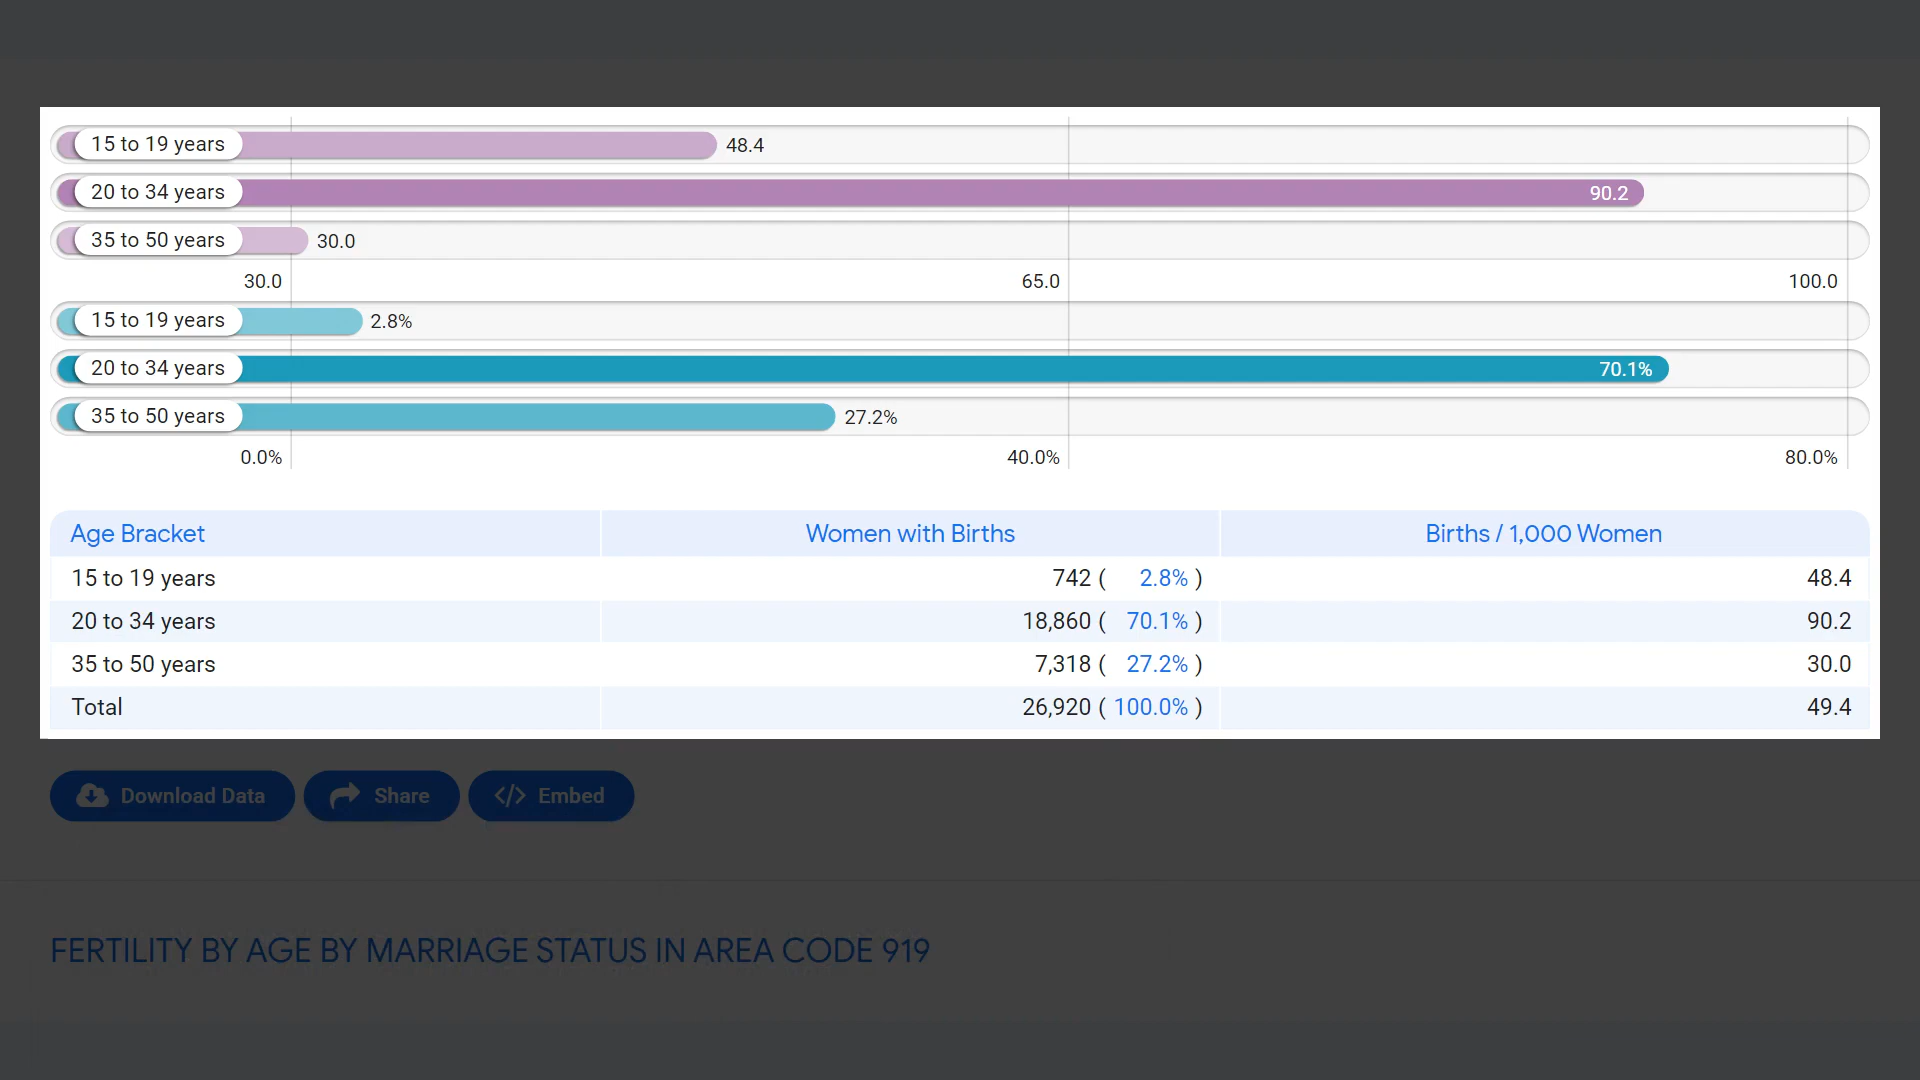 15 to 19 years 48.4
20 to 34 years 90.2
35 to 50 years 30.0
30.0 65.0 100.0
15 to 19 years 2.8%
20 to 34 years 70.1%
35 to 50 years 27.2%
0.0% 40.0% 80.0%
Age Bracket Women with Births Births / 1,000 Women
15 to 19 years 742 ( 2.8% ) 48.4
20 to 34 years 18,860 ( 70.1% ) 90.2
35 to 50 years 7,318 ( 27.2% ) 30.0
Total 26,920 ( 100.0% ) 49.4
Download Data Share </> Embed
FERTILITY BY AGE BY MARRIAGE STATUS IN AREA CODE 919